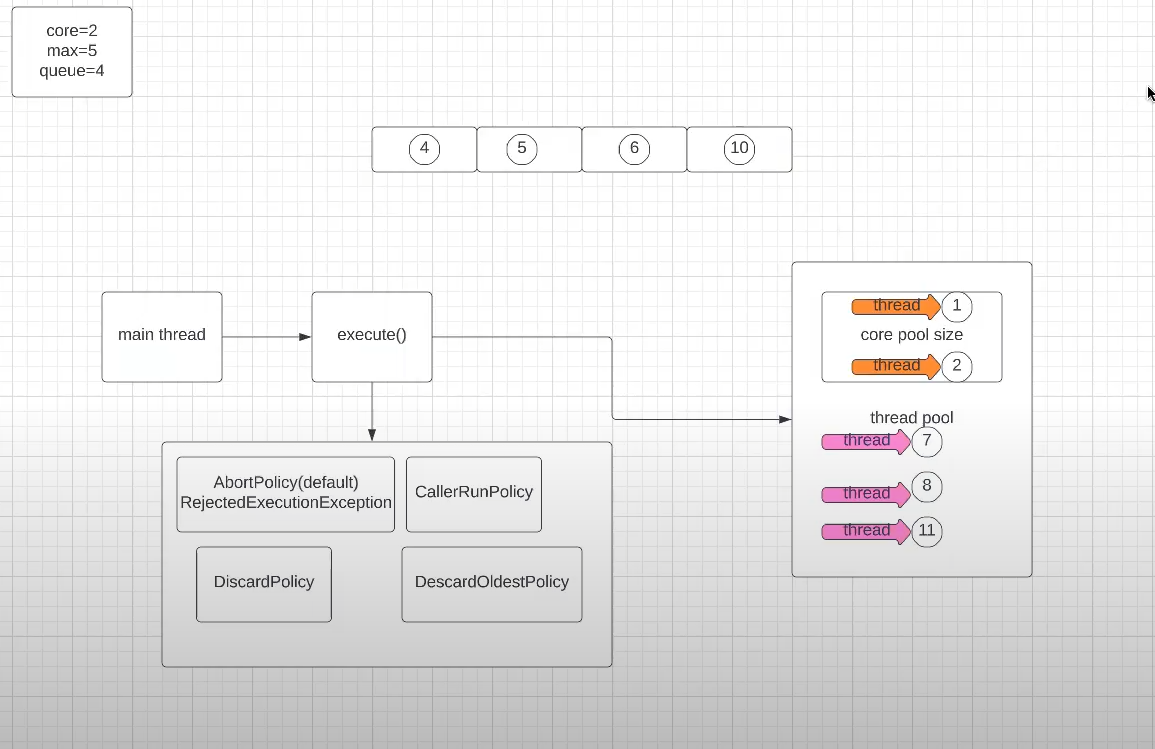 core=2
max=5
queue=4
4 5 6 10
main thread
execute()
thread 1
core pool size
thread 2
thread pool
thread 7
thread 8
thread 11
AbortPolicy(default)
RejectedExecutionException
CallerRunPolicy
DiscardPolicy
DescardOldestPolicy